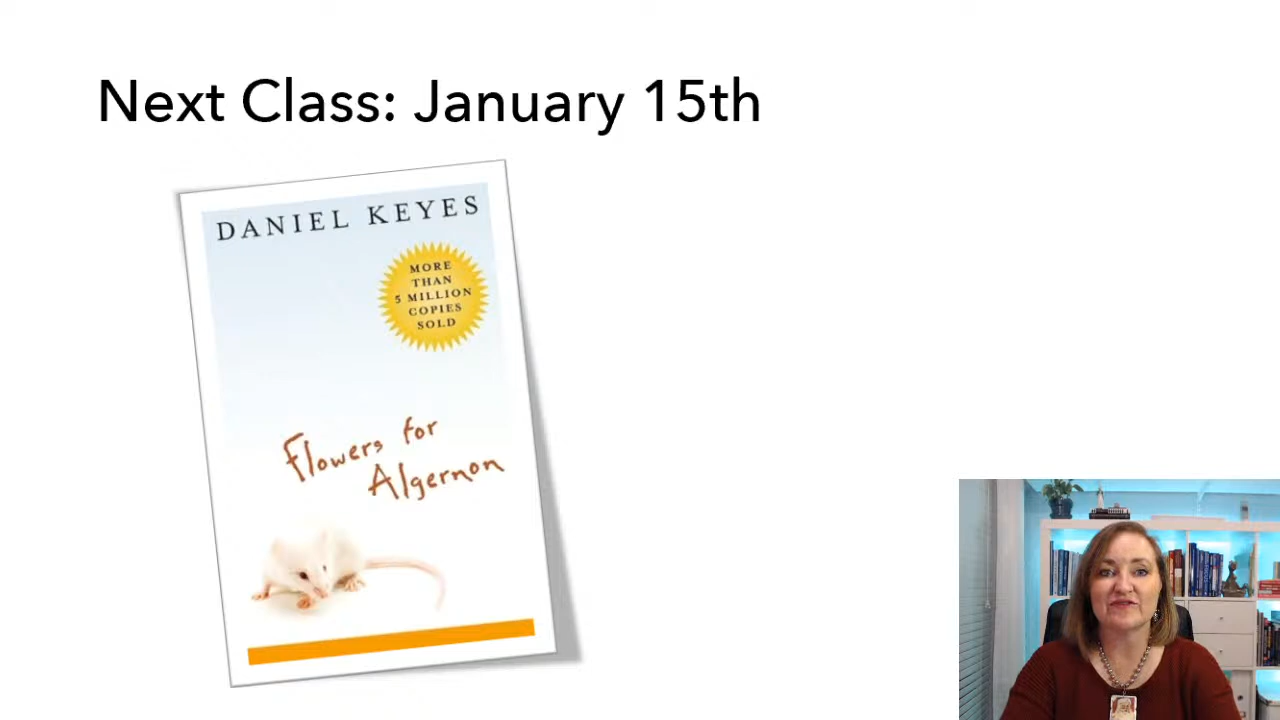 Next Class: January 15th
DANIEL KEYES
MORE
THAN
5 MILLION
COPIES
SOLD
Flowers for
Algernon